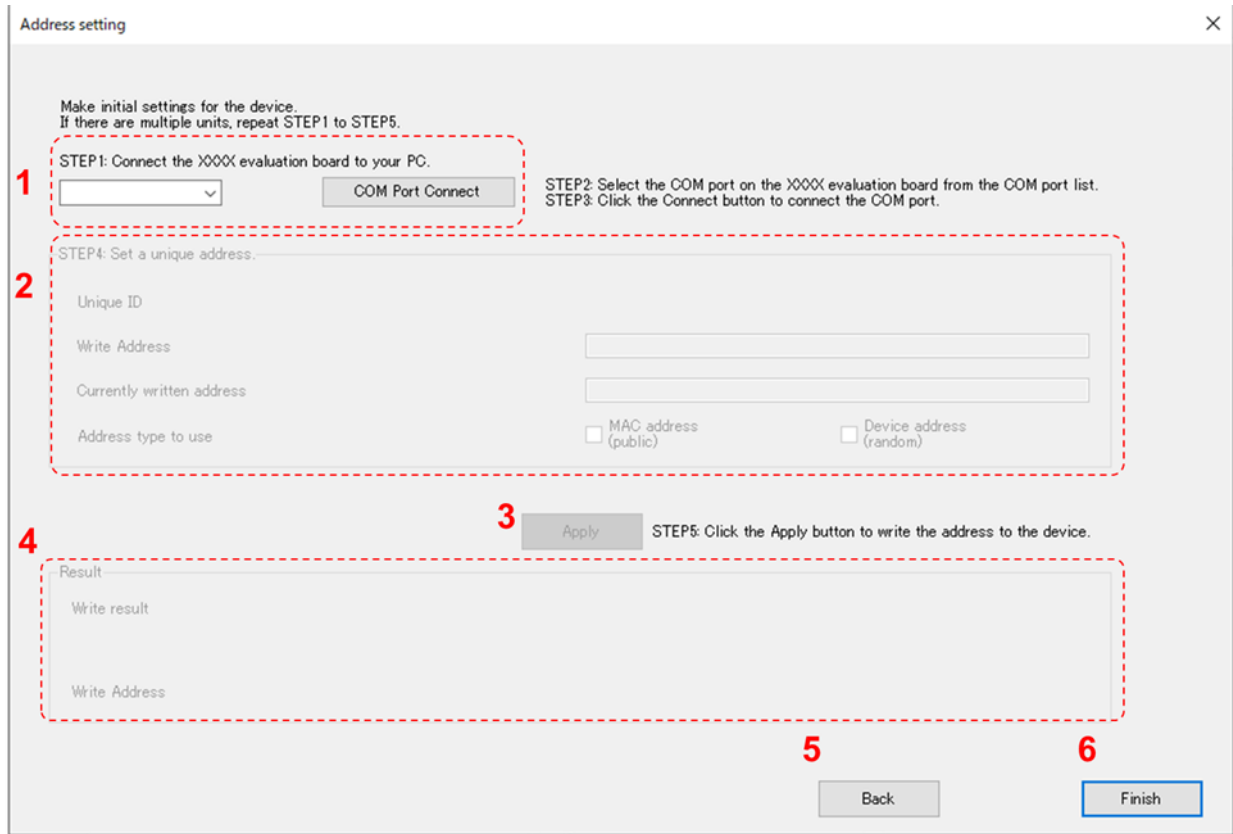 Address setting
Make initial settings for the device.
If there are multiple units, repeat STEP1 to STEP5.
1
STEP1: Connect the XXXX evaluation board to your PC.
COM Port Connect
STEP2: Select the COM port on the XXXX evaluation board from the COM port list.
STEP3: Click the Connect button to connect the COM port.
2
STEP4: Set a unique address.
Unique ID
Write Address
Currently written address
Address type to use
MAC address
(public)
Device address
(random)
3
Apply
STEP5: Click the Apply button to write the address to the device.
4
Result
Write result
Write Address
5
Back
6
Finish